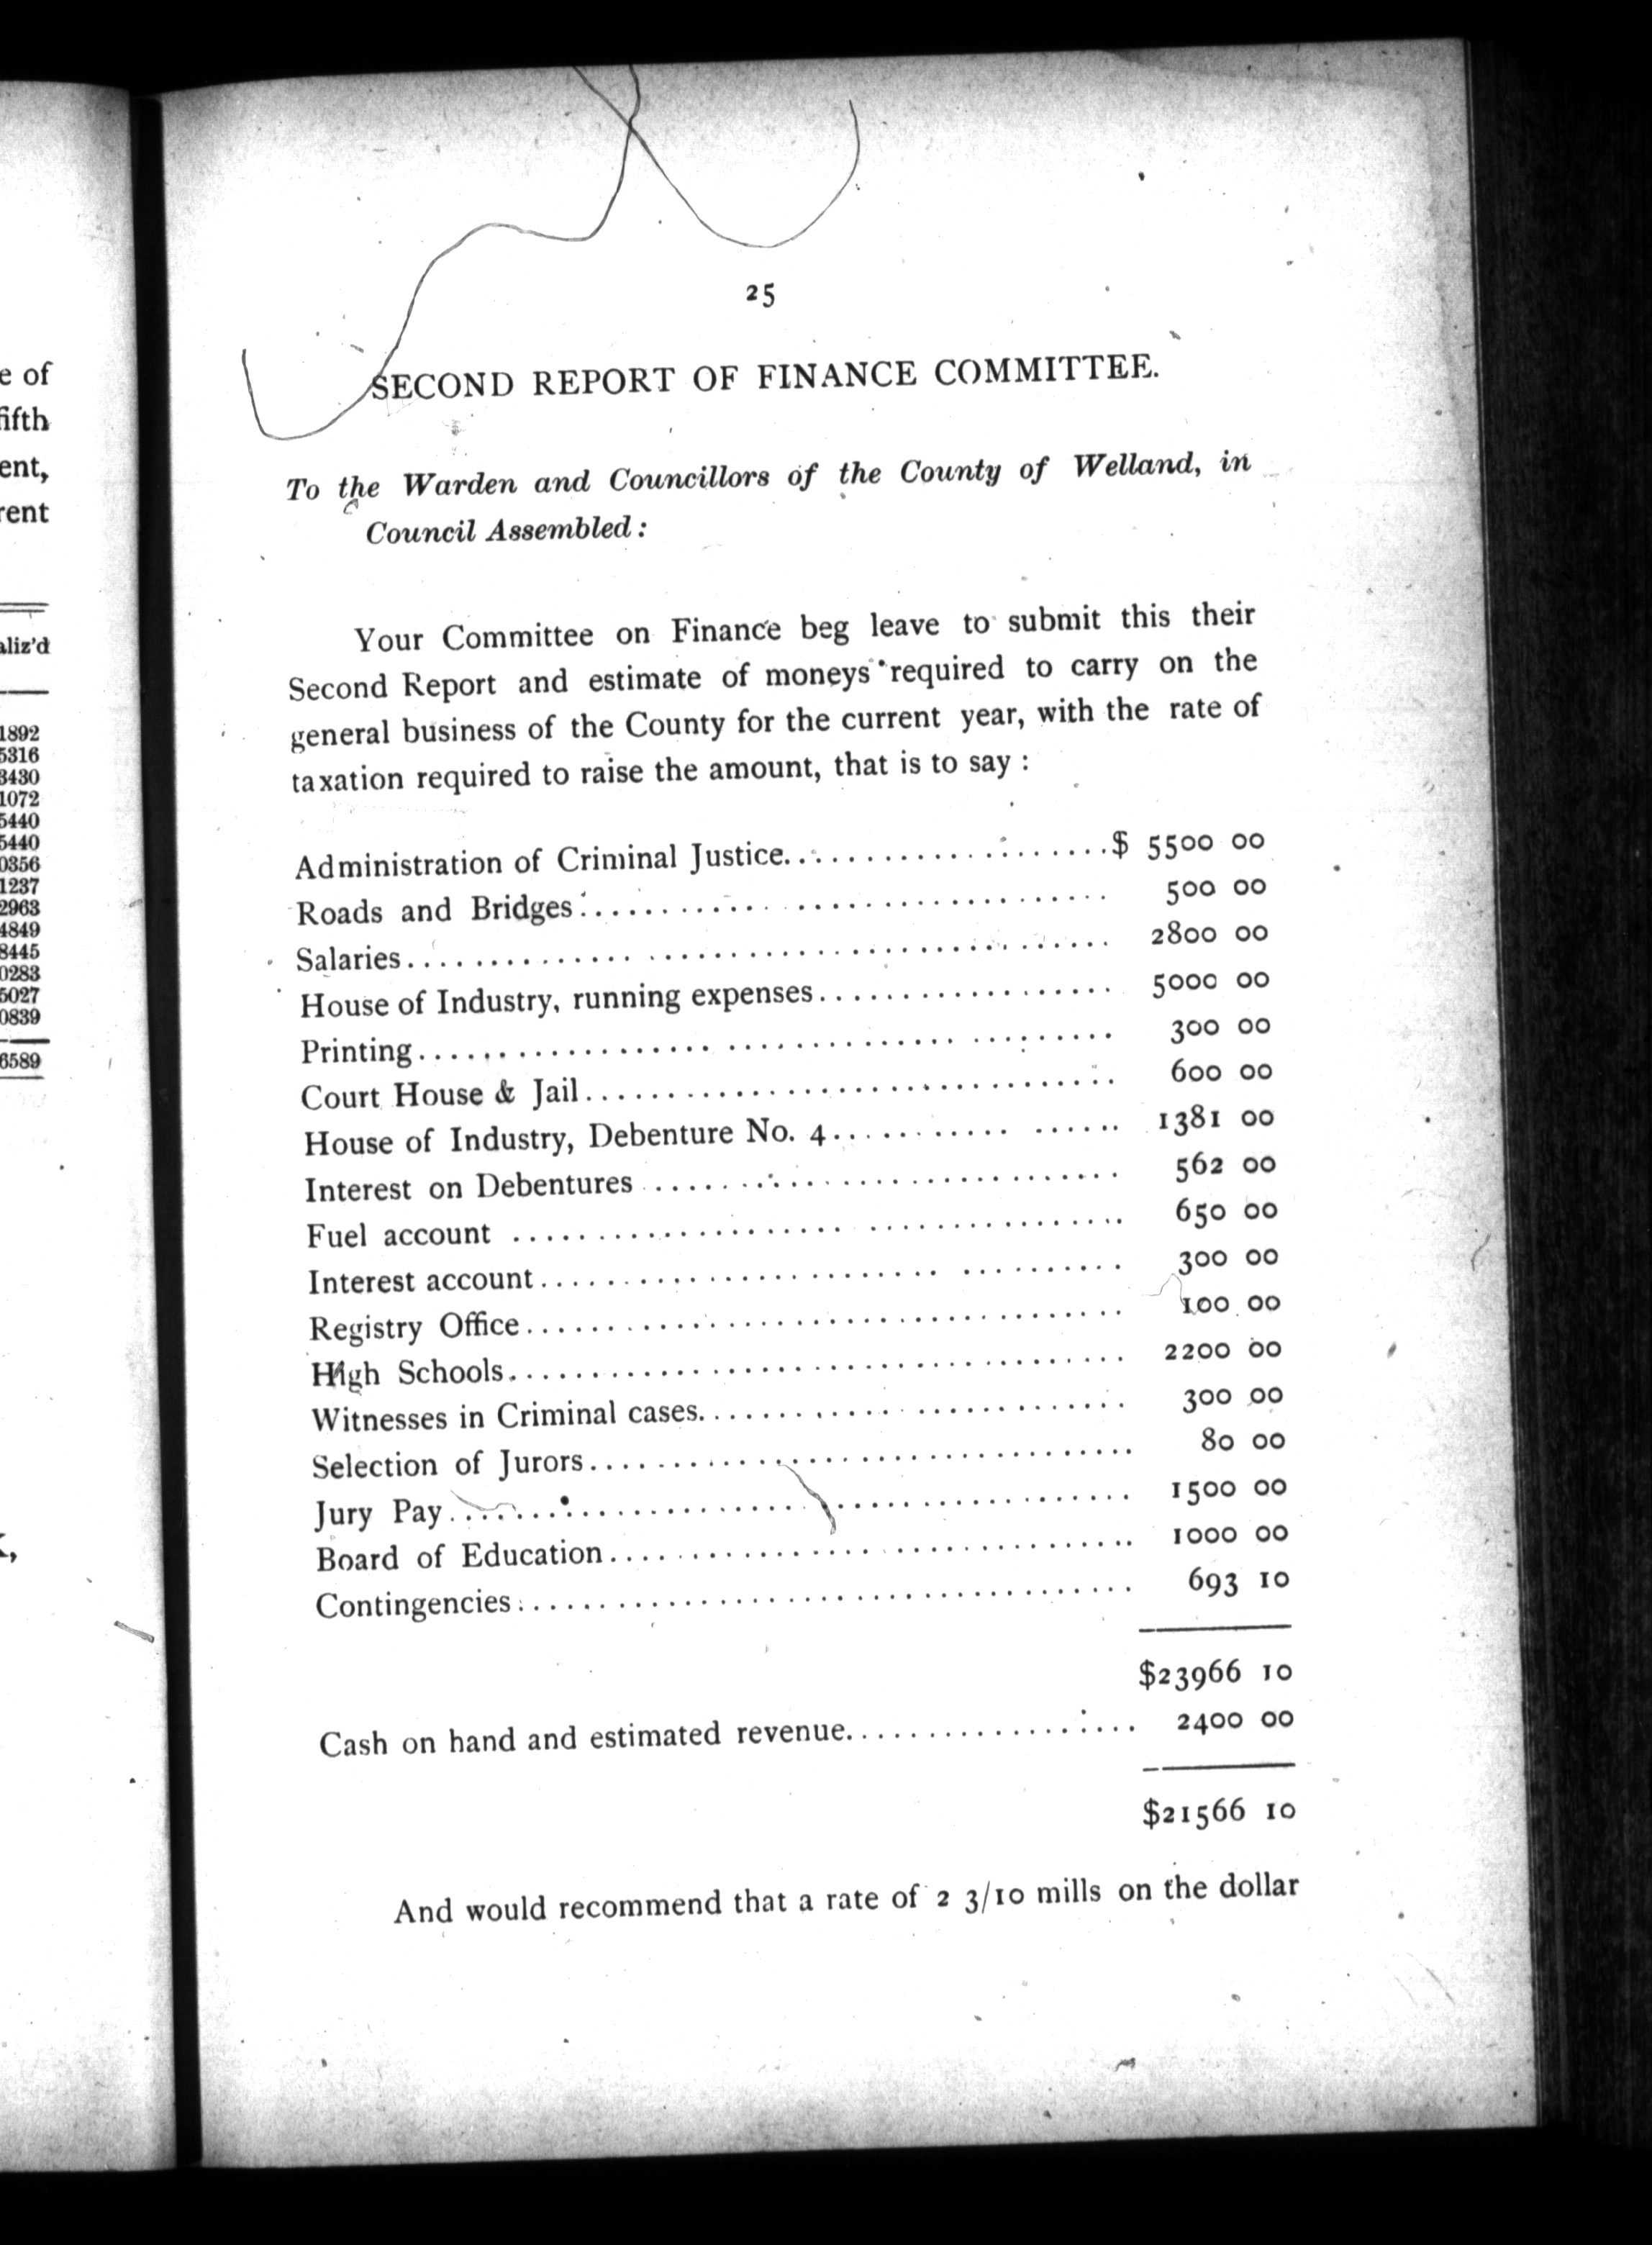 e of
ifth
ent,
rent
aliz'd
1892
5316
3430
1072
5440
5440
0356
1237
2963
4849
8445
0283
5027
0839
6589
25
SECOND REPORT OF FINANCE COMMITTEE.
To the Warden and Councillors of the County of Welland, in
Council Assembled:
Your Committee on Finance beg leave to submit this their
Second Report and estimate of moneys required to carry on the
general business of the County for the current year, with the rate of
taxation required to raise the amount, that is to say :
Administration of Criminal Justice....................$ 5500 00
Roads and Bridges.............................. 500 00
Salaries........................................ 2800 00
House of Industry, running expenses.................. 5000 00
Printing........................................ 300 00
Court House & Jail.............................. 600 00
House of Industry, Debenture No. 4.................. 1381 00
Interest on Debentures ............................ 562 00
Fuel account .................................. 650 00
Interest account................................ 300 00
Registry Office................................ 100 00
High Schools.................................. 2200 00
Witnesses in Criminal cases........................ 300 00
Selection of Jurors.............................. 80 00
Jury Pay...................................... 1500 00
Board of Education.............................. 1000 00
Contingencies.................................. 693 10
$23966 10
Cash on hand and estimated revenue.................. 2400 00
$21566 10
And would recommend that a rate of 2 3/10 mills on the dollar